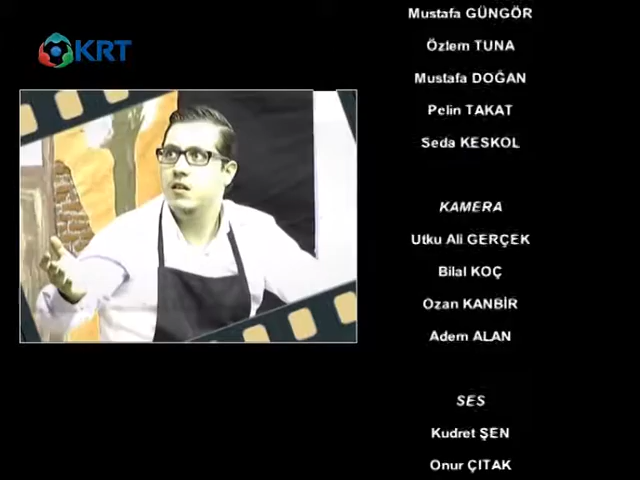 KRT
Mustafa GÜNGÖR
Özlem TUNA
Mustafa DOĞAN
Pelin TAKAT
Seda KESKOL
KAMERA
Utku Ali GERÇEK
Bilal KOÇ
Ozan KANBİR
Adem ALAN
SES
Kudret ŞEN
Onur ÇITAK